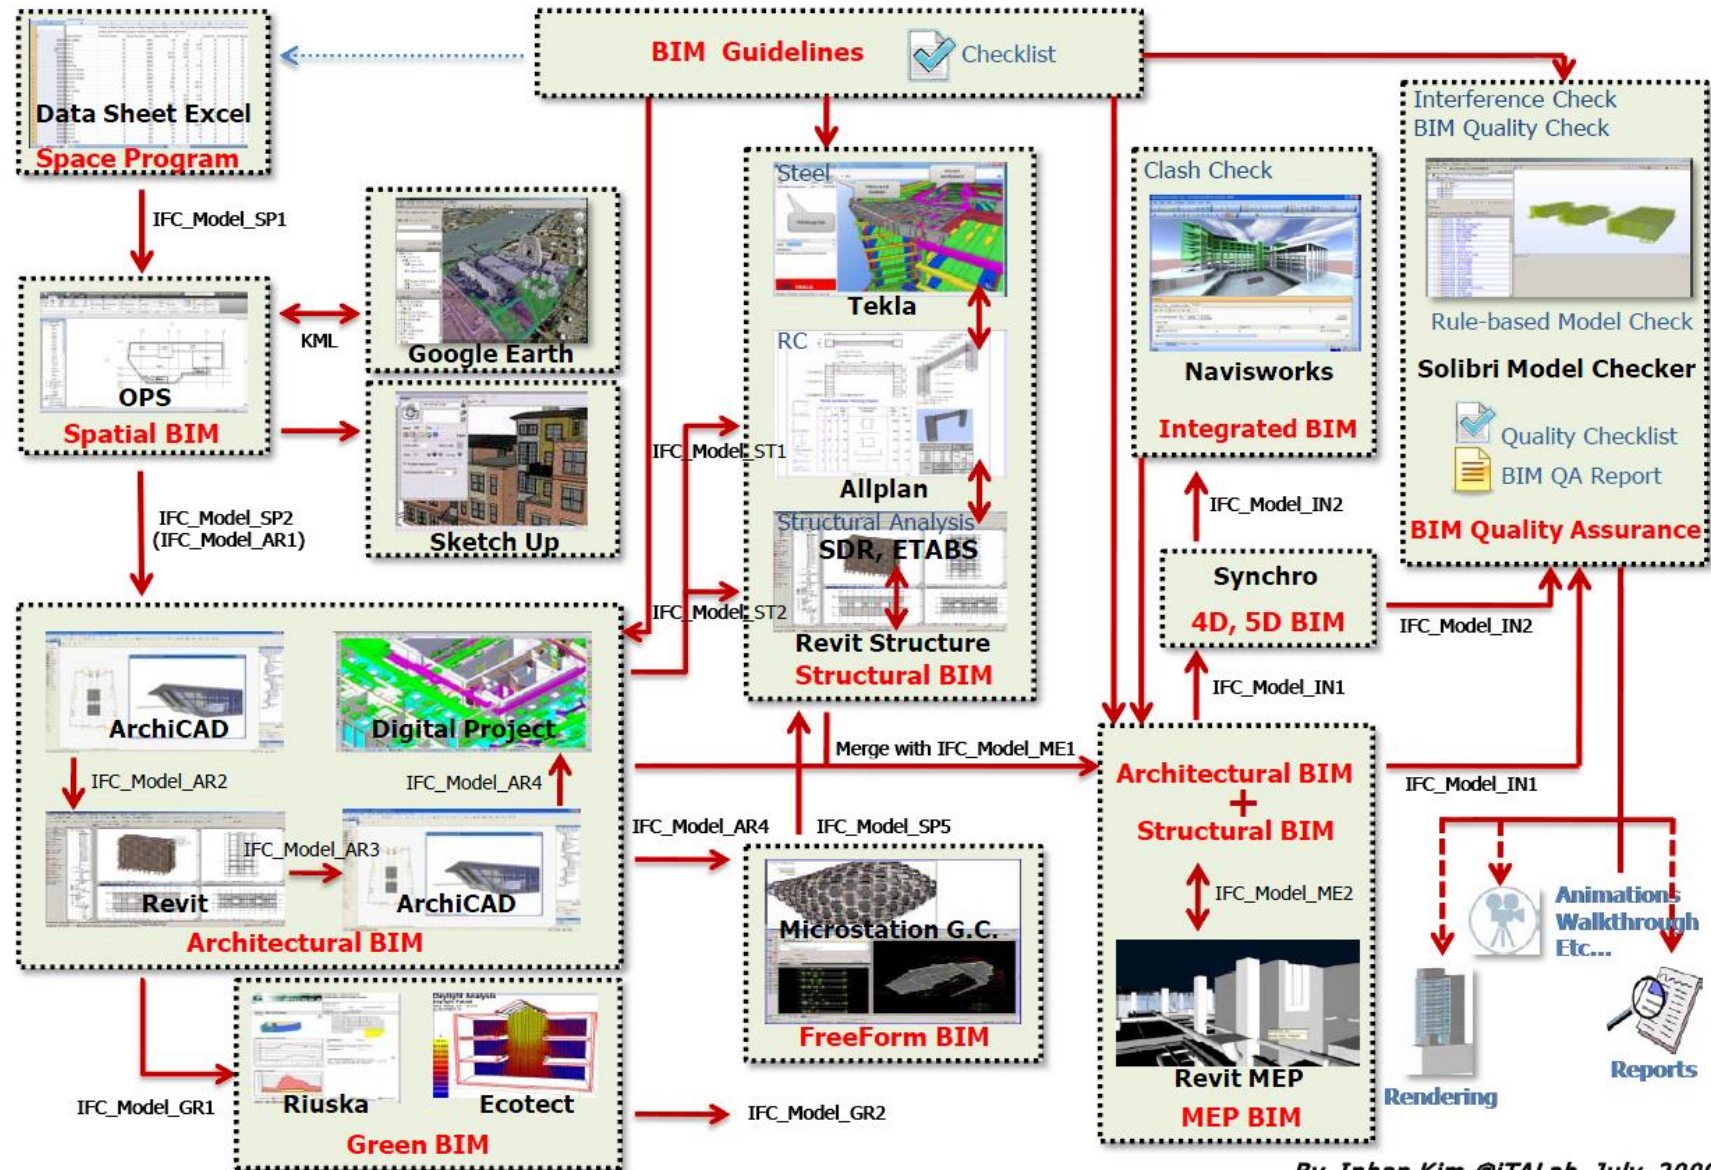 BIM Guidelines
Checklist
Data Sheet Excel
Space Program
IFC_Model_SP1
KML
OPS
Spatial BIM
Google Earth
Sketch Up
IFC_Model_SP2
(IFC_Model_AR1)
Steel
Tekla
RC
Allplan
Structural Analysis
SDR, ETABS
Revit Structure
Structural BIM
IFC_Model_ST1
IFC_Model_ST2
Clash Check
Navisworks
Integrated BIM
IFC_Model_IN2
Synchro
4D, 5D BIM
IFC_Model_IN2
IFC_Model_IN1
Interference Check
BIM Quality Check
Rule-based Model Check
Solibri Model Checker
Quality Checklist
BIM QA Report
BIM Quality Assurance
ArchiCAD
Digital Project
IFC_Model_AR2
IFC_Model_AR4
IFC_Model_AR3
Revit
ArchiCAD
Architectural BIM
Merge with IFC_Model_ME1
IFC_Model_AR4
IFC_Model_SP5
Microstation G.C.
FreeForm BIM
Architectural BIM
+
Structural BIM
IFC_Model_ME2
Revit MEP
MEP BIM
IFC_Model_IN1
Animations
Walkthrough
Etc...
Rendering
Reports
IFC_Model_GR1
Daylight Analysis
Riuska
Ecotect
Green BIM
IFC_Model_GR2